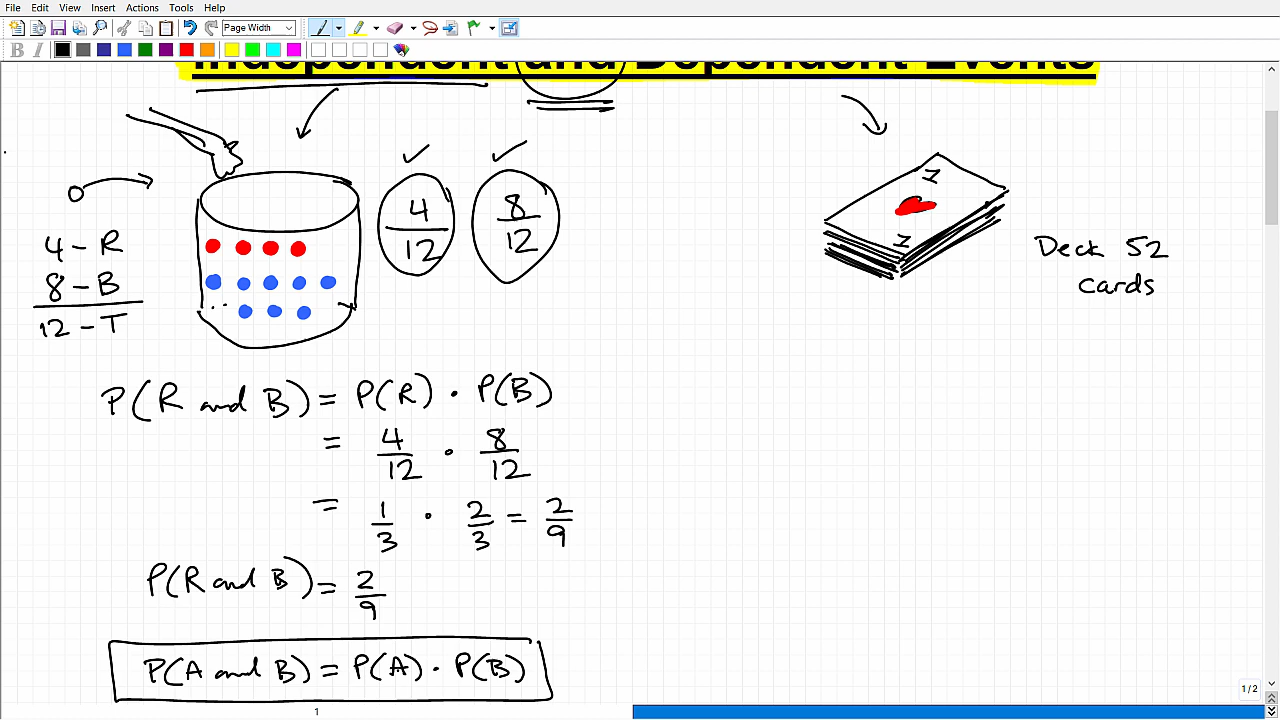 File Edit View Insert Actions Tools Help
Page Width
B I
Independent and Dependent Events
4 - R
8 - B
12 - T
4/12
8/12
1
1
Deck 52
cards
P(R and B) = P(R) · P(B)
= 4/12 · 8/12
= 1/3 · 2/3 = 2/9
P(R and B) = 2/9
P(A and B) = P(A) · P(B)
1/2
1